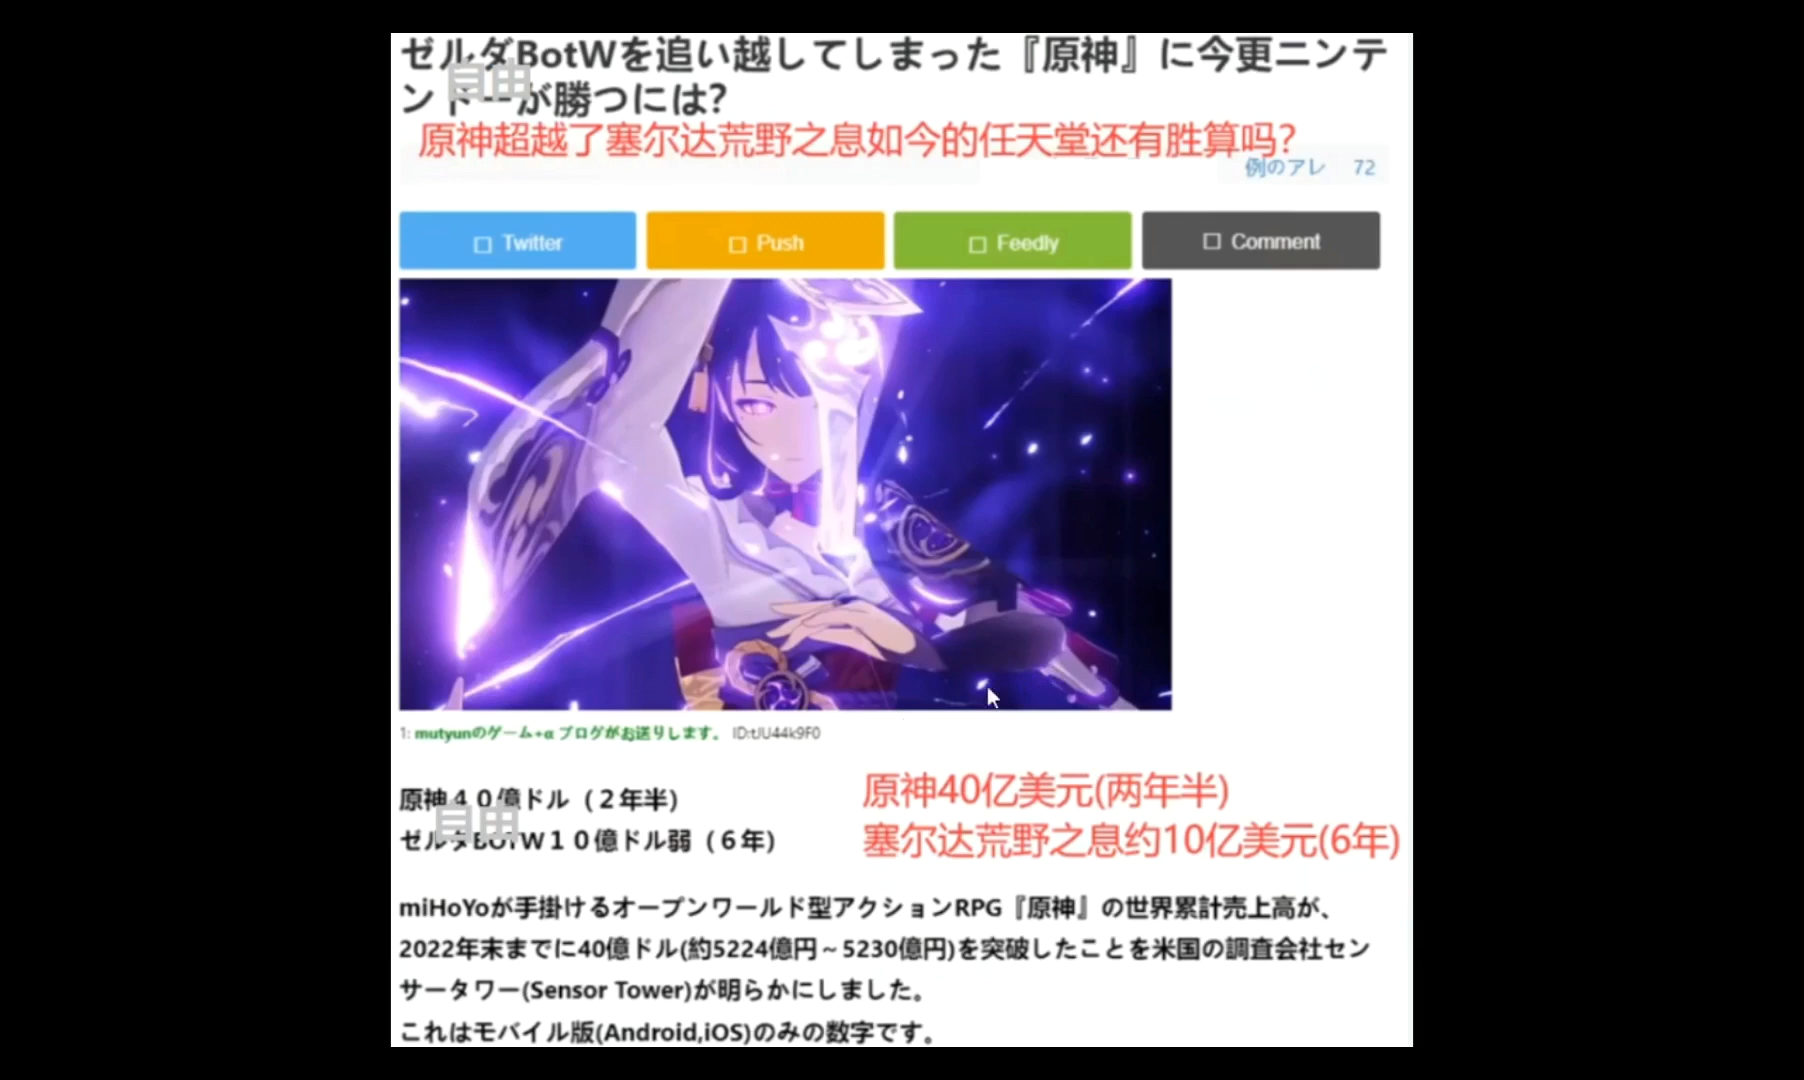 ゼルダBotWを追い越してしまった『原神』に今更ニンテ
ンドーが勝つには?
自由
原神超越了塞尔达荒野之息如今的任天堂还有胜算吗?
例のアレ 72
Twitter
Push
Feedly
Comment
1: mutyunのゲーム+α ブログがお送りします。 ID:tJU44k9F0
原神４０億ドル（２年半）
原神40亿美元(两年半)
自由
ゼルダBOTW１０億ドル弱（６年）
塞尔达荒野之息约10亿美元(6年)
miHoYoが手掛けるオープンワールド型アクションRPG『原神』の世界累計売上高が、
2022年末までに40億ドル(約5224億円～5230億円)を突破したことを米国の調査会社セン
サータワー(Sensor Tower)が明らかにしました。
これはモバイル版(Android,iOS)のみの数字です。